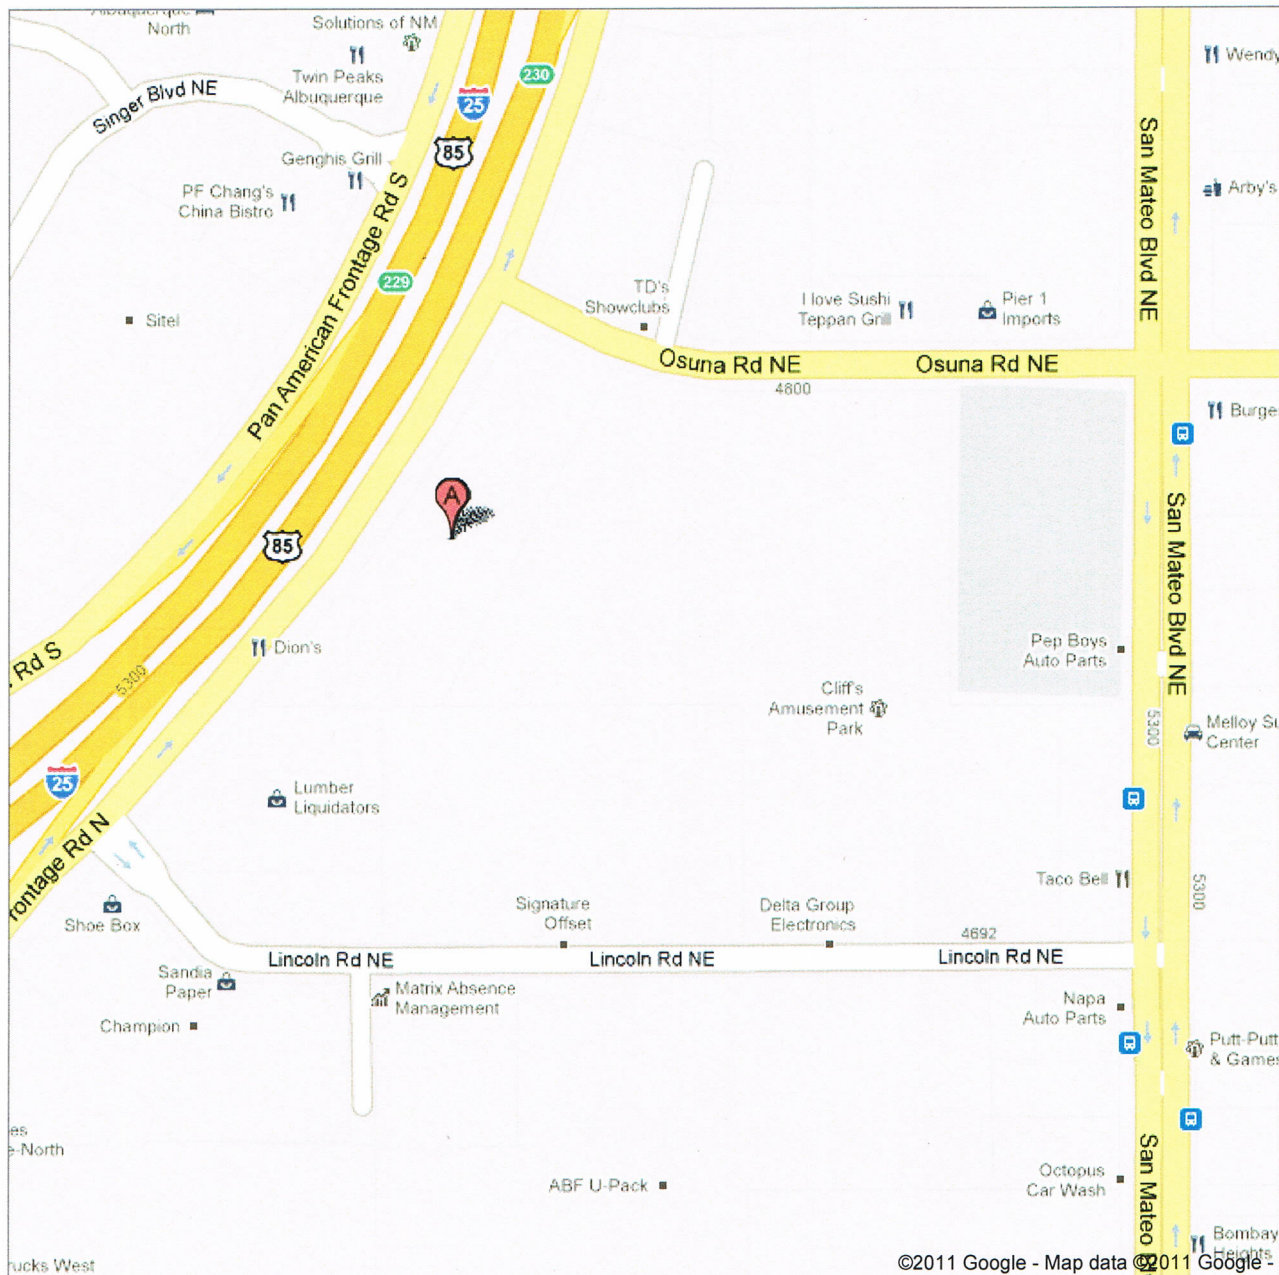 North
Solutions of NM
Twin Peaks
Albuquerque
230
Wendy
25
Singer Blvd NE
85
San Mateo Blvd NE
Genghis Grill
PF Chang's
China Bistro
Arby's
Pan American Frontage Rd S
229
TD's
Showclubs
I love Sushi
Teppan Grill
Pier 1
Imports
Sitel
Osuna Rd NE
Osuna Rd NE
4800
Burge
A
85
San Mateo Blvd NE
Dion's
Pep Boys
Auto Parts
Rd S
5300
Cliff's
Amusement
Park
5300
Melloy Su
Center
25
Lumber
Liquidators
rontage Rd N
Taco Bell
5300
Shoe Box
Signature
Offset
Delta Group
Electronics
4692
Lincoln Rd NE
Lincoln Rd NE
Lincoln Rd NE
Sandia
Paper
Matrix Absence
Management
Napa
Auto Parts
Champion
Putt-Putt
& Games
es
e-North
San Mateo Bl
ABF U-Pack
Octopus
Car Wash
Bombay
Heights
rucks West
©2011 Google - Map data ©2011 Google -